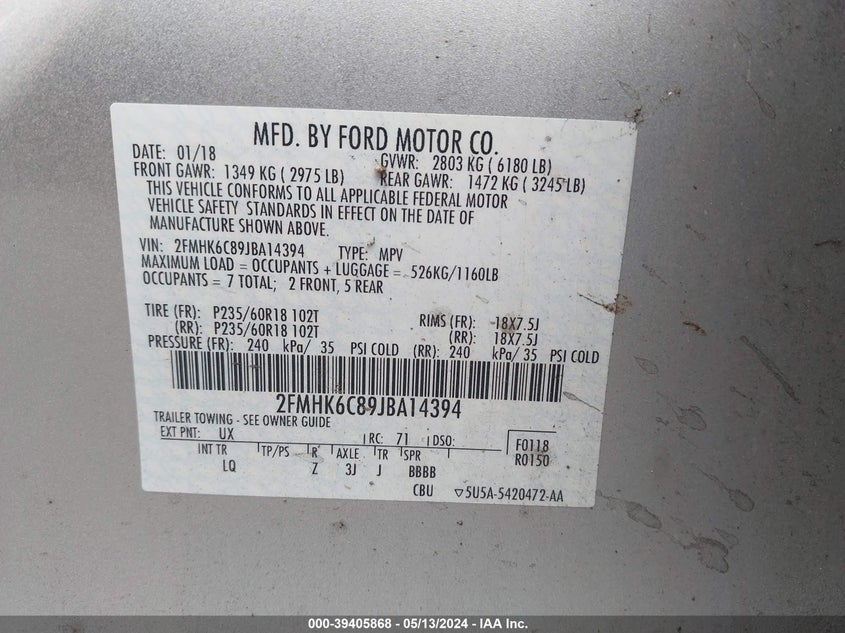 MFD. BY FORD MOTOR CO.
DATE: 01/18 GVWR: 2803 KG ( 6180 LB)
FRONT GAWR: 1349 KG ( 2975 LB) REAR GAWR: 1472 KG ( 3245 LB)
THIS VEHICLE CONFORMS TO ALL APPLICABLE FEDERAL MOTOR
VEHICLE SAFETY STANDARDS IN EFFECT ON THE DATE OF
MANUFACTURE SHOWN ABOVE.
VIN: 2FMHK6C89JBA14394 TYPE: MPV
MAXIMUM LOAD = OCCUPANTS + LUGGAGE = 526KG/1160LB
OCCUPANTS = 7 TOTAL; 2 FRONT, 5 REAR
TIRE (FR): P235/60R18 102T RIMS (FR): 18X7.5J
(RR): P235/60R18 102T (RR): 18X7.5J
PRESSURE (FR): 240 kPa/ 35 PSI COLD (RR): 240 kPa/ 35 PSI COLD
2FMHK6C89JBA14394
TRAILER TOWING - SEE OWNER GUIDE
EXT PNT: UX RC: 71 DSO: F0118
INT TR TP/PS R AXLE TR SPR R0150
LQ Z 3J J BBBB
CBU ▽5U5A-5420472-AA
000-39405868 - 05/13/2024 - IAA Inc.